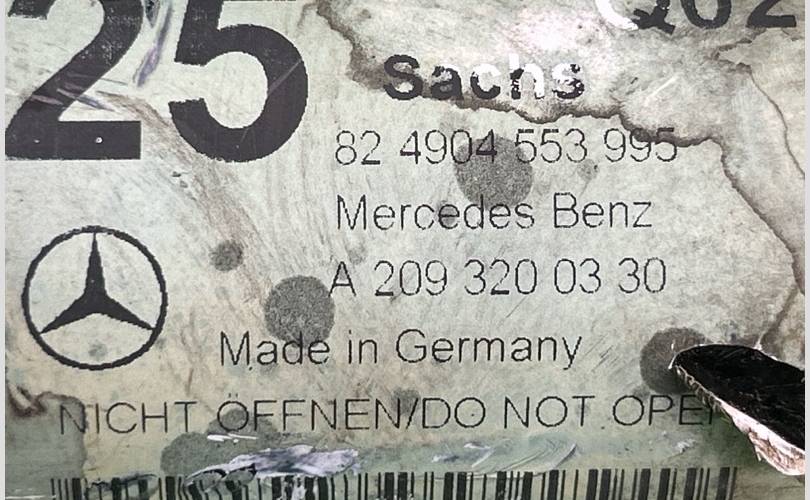 25
Sachs
82 4904 553 995
Mercedes Benz
A 209 320 03 30
Made in Germany
NICHT ÖFFNEN/DO NOT